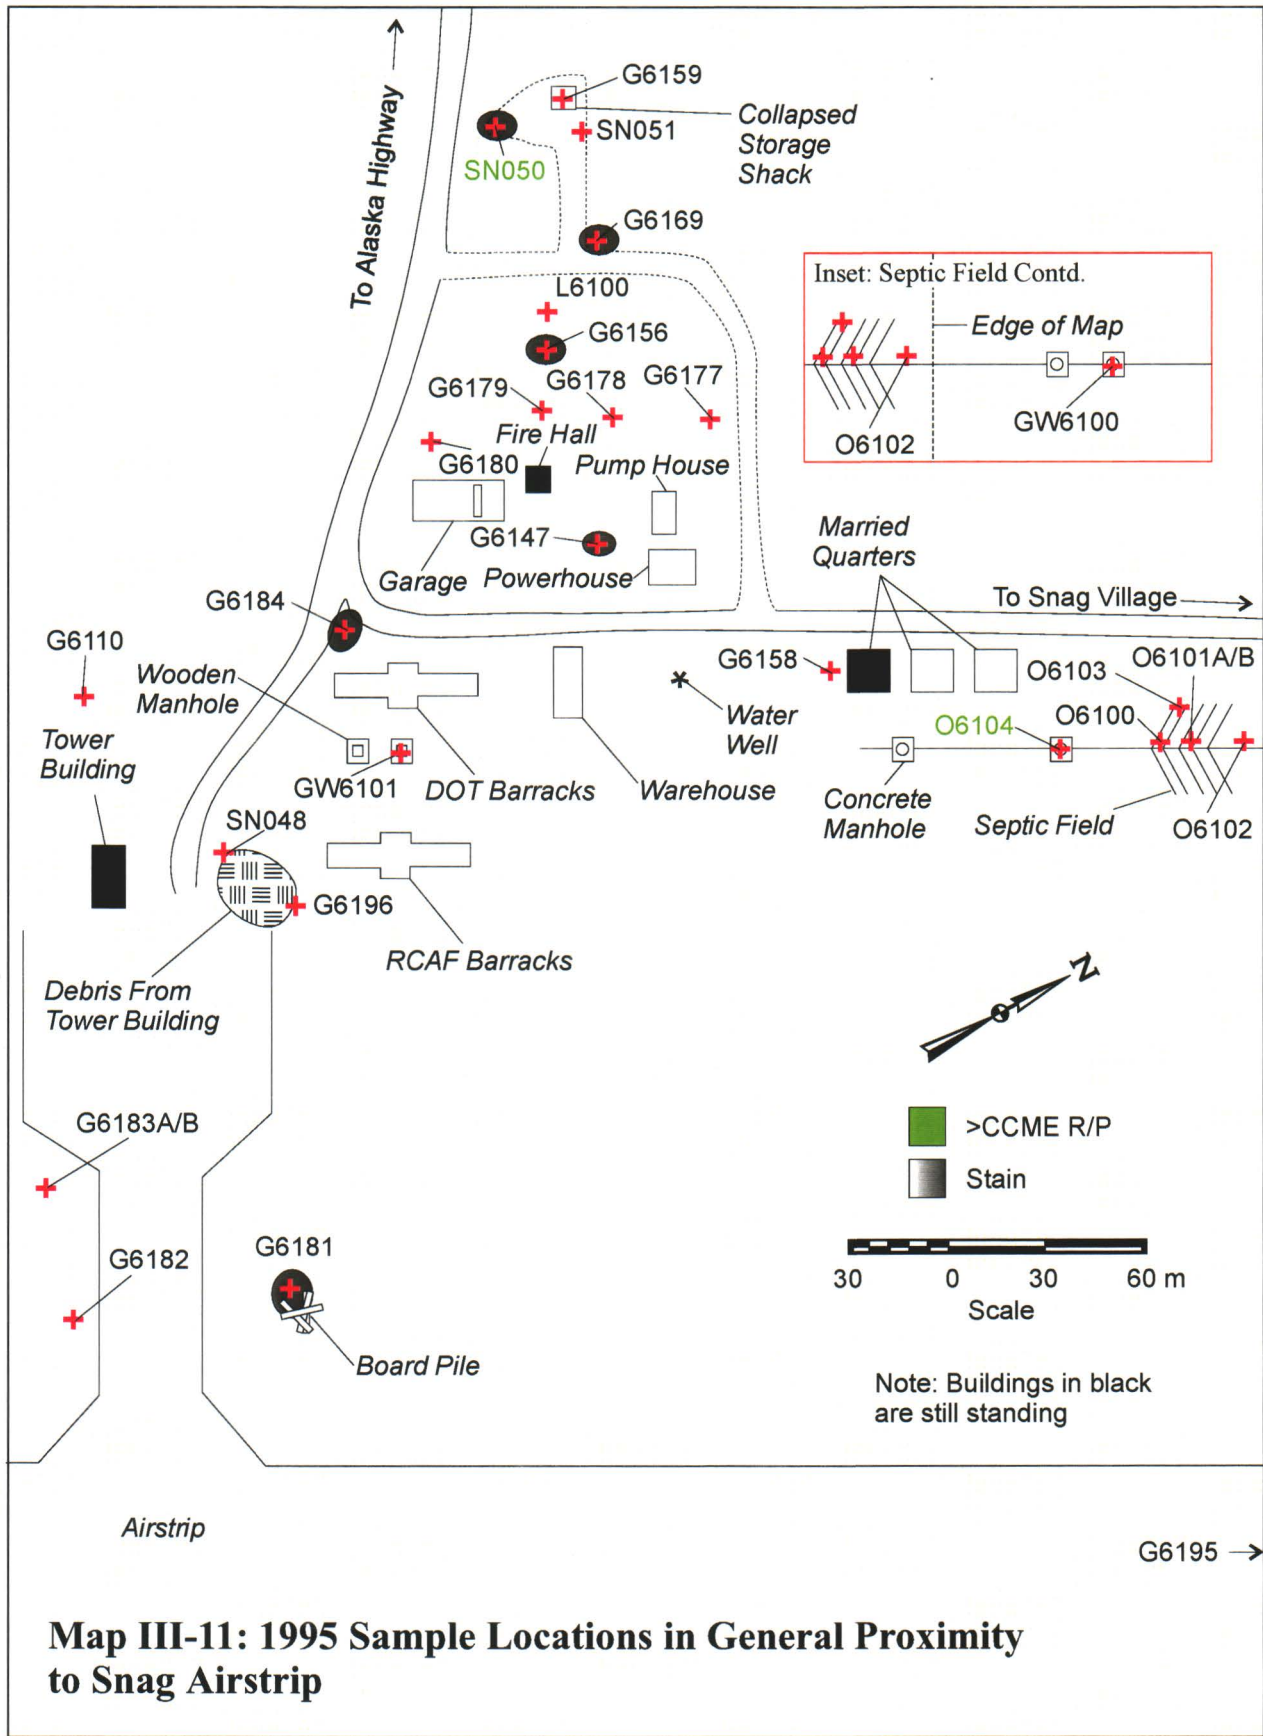 To Alaska Highway
G6159
Collapsed
Storage
Shack
SN051
SN050
G6169
L6100
G6156
G6179
G6178
G6177
Fire Hall
G6180
Pump House
G6147
Garage
Powerhouse
Inset: Septic Field Contd.
Edge of Map
GW6100
O6102
Married
Quarters
To Snag Village
G6184
G6110
Wooden
Manhole
Tower
Building
GW6101
DOT Barracks
Warehouse
Water
Well
G6158
O6103
O6101A/B
O6104
O6100
Concrete
Manhole
Septic Field
O6102
SN048
G6196
RCAF Barracks
Debris From
Tower Building
N
G6183A/B
G6182
G6181
Board Pile
>CCME R/P
Stain
30 0 30 60 m
Scale
Note: Buildings in black
are still standing
Airstrip
G6195
Map III-11: 1995 Sample Locations in General Proximity
to Snag Airstrip